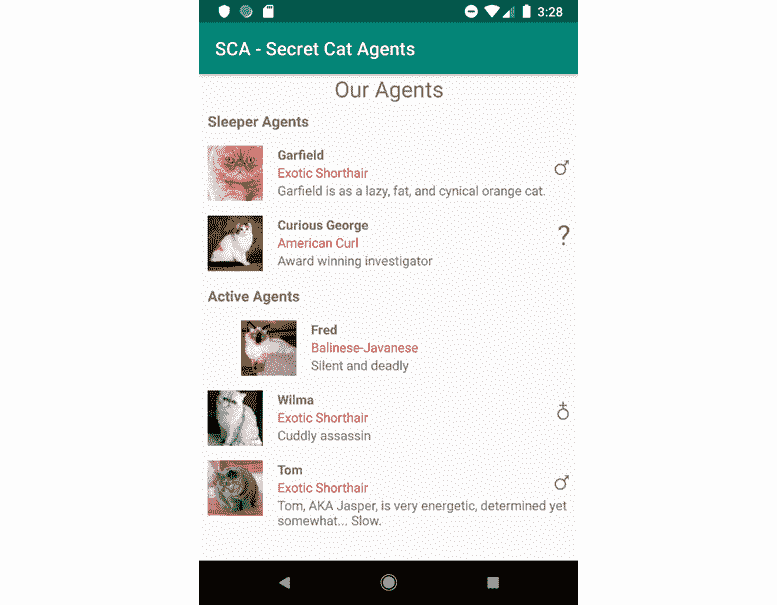 3:28
SCA - Secret Cat Agents
Our Agents
Sleeper Agents
Garfield
Exotic Shorthair
Garfield is as a lazy, fat, and cynical orange cat.
Curious George
American Curl
?
Award winning investigator
Active Agents
Fred
Balinese-Javanese
Silent and deadly
Wilma
Exotic Shorthair
Cuddly assassin
Tom
Exotic Shorthair
Tom, AKA Jasper, is very energetic, determined yet
somewhat... Slow.